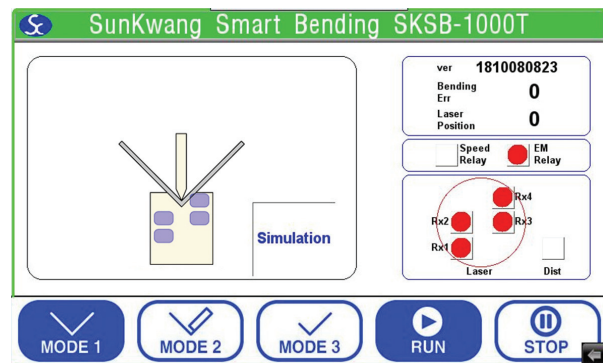 Sc SunKwang Smart Bending SKSB-1000T
ver 1810080823
Bending Err 0
Laser Position 0
Speed Relay EM Relay
Rx4
Rx2 Rx3
Rx1
Laser Dist
Simulation
MODE 1 MODE 2 MODE 3 RUN STOP